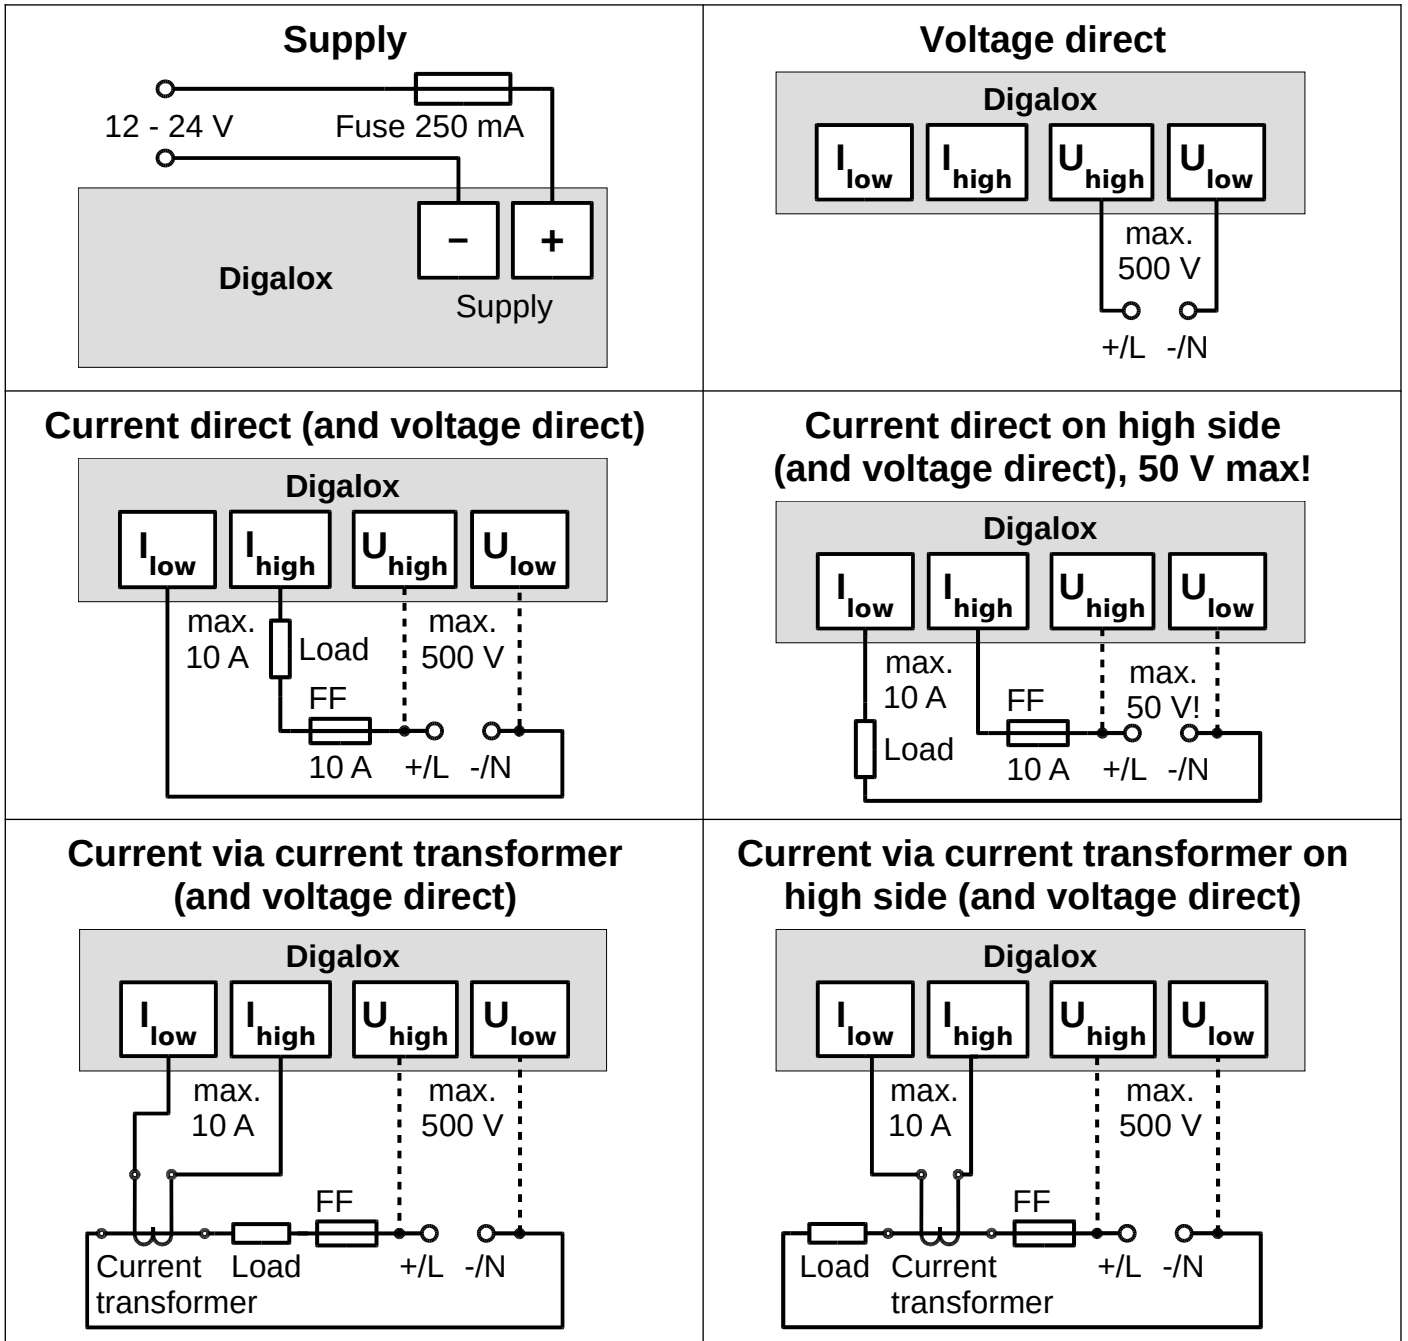 Supply
12 - 24 V
Fuse 250 mA
− +
Digalox
Supply
Voltage direct
Digalox
Ilow Ihigh Uhigh Ulow
max.
500 V
+/L -/N
Current direct (and voltage direct)
Digalox
Ilow Ihigh Uhigh Ulow
max.
10 A
Load
max.
500 V
FF
10 A
+/L -/N
Current direct on high side
(and voltage direct), 50 V max!
Digalox
Ilow Ihigh Uhigh Ulow
max.
10 A
FF
max.
50 V!
Load
10 A
+/L -/N
Current via current transformer
(and voltage direct)
Digalox
Ilow Ihigh Uhigh Ulow
max.
10 A
max.
500 V
FF
Current
transformer
Load
+/L -/N
Current via current transformer on
high side (and voltage direct)
Digalox
Ilow Ihigh Uhigh Ulow
max.
10 A
max.
500 V
FF
Load
Current
transformer
+/L -/N